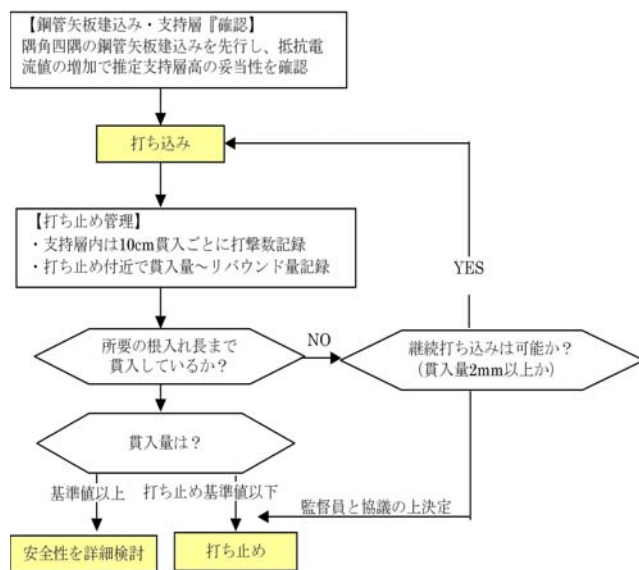 【鋼管矢板建込み・支持層『確認】
隅角四隅の鋼管矢板建込みを先行し、抵抗電
流値の増加で推定支持層高の妥当性を確認
打ち込み
【打ち止め管理】
・支持層内は10cm貫入ごとに打撃数記録
・打ち止め付近で貫入量～リバウンド量記録
YES
所要の根入れ長まで
貫入しているか？
NO
継続打ち込みは可能か？
（貫入量2mm以上か）
貫入量は？
基準値以上
打ち止め基準値以下
監督員と協議の上決定
安全性を詳細検討
打ち止め